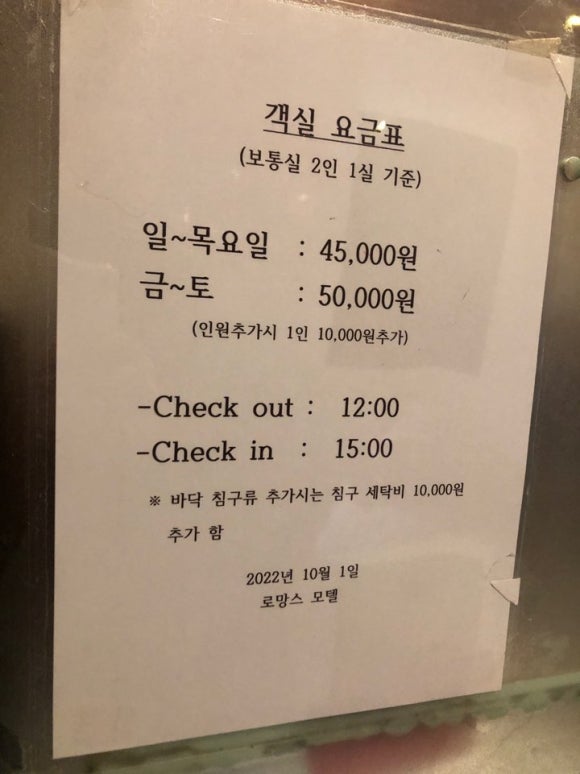 객실 요금표
(보통실 2인 1실 기준)
일~목요일 : 45,000원
금~토 : 50,000원
(인원추가시 1인 10,000원추가)
-Check out : 12:00
-Check in : 15:00
※ 바닥 침구류 추가시는 침구 세탁비 10,000원
추가 함
2022년 10월 1일
로망스 모텔